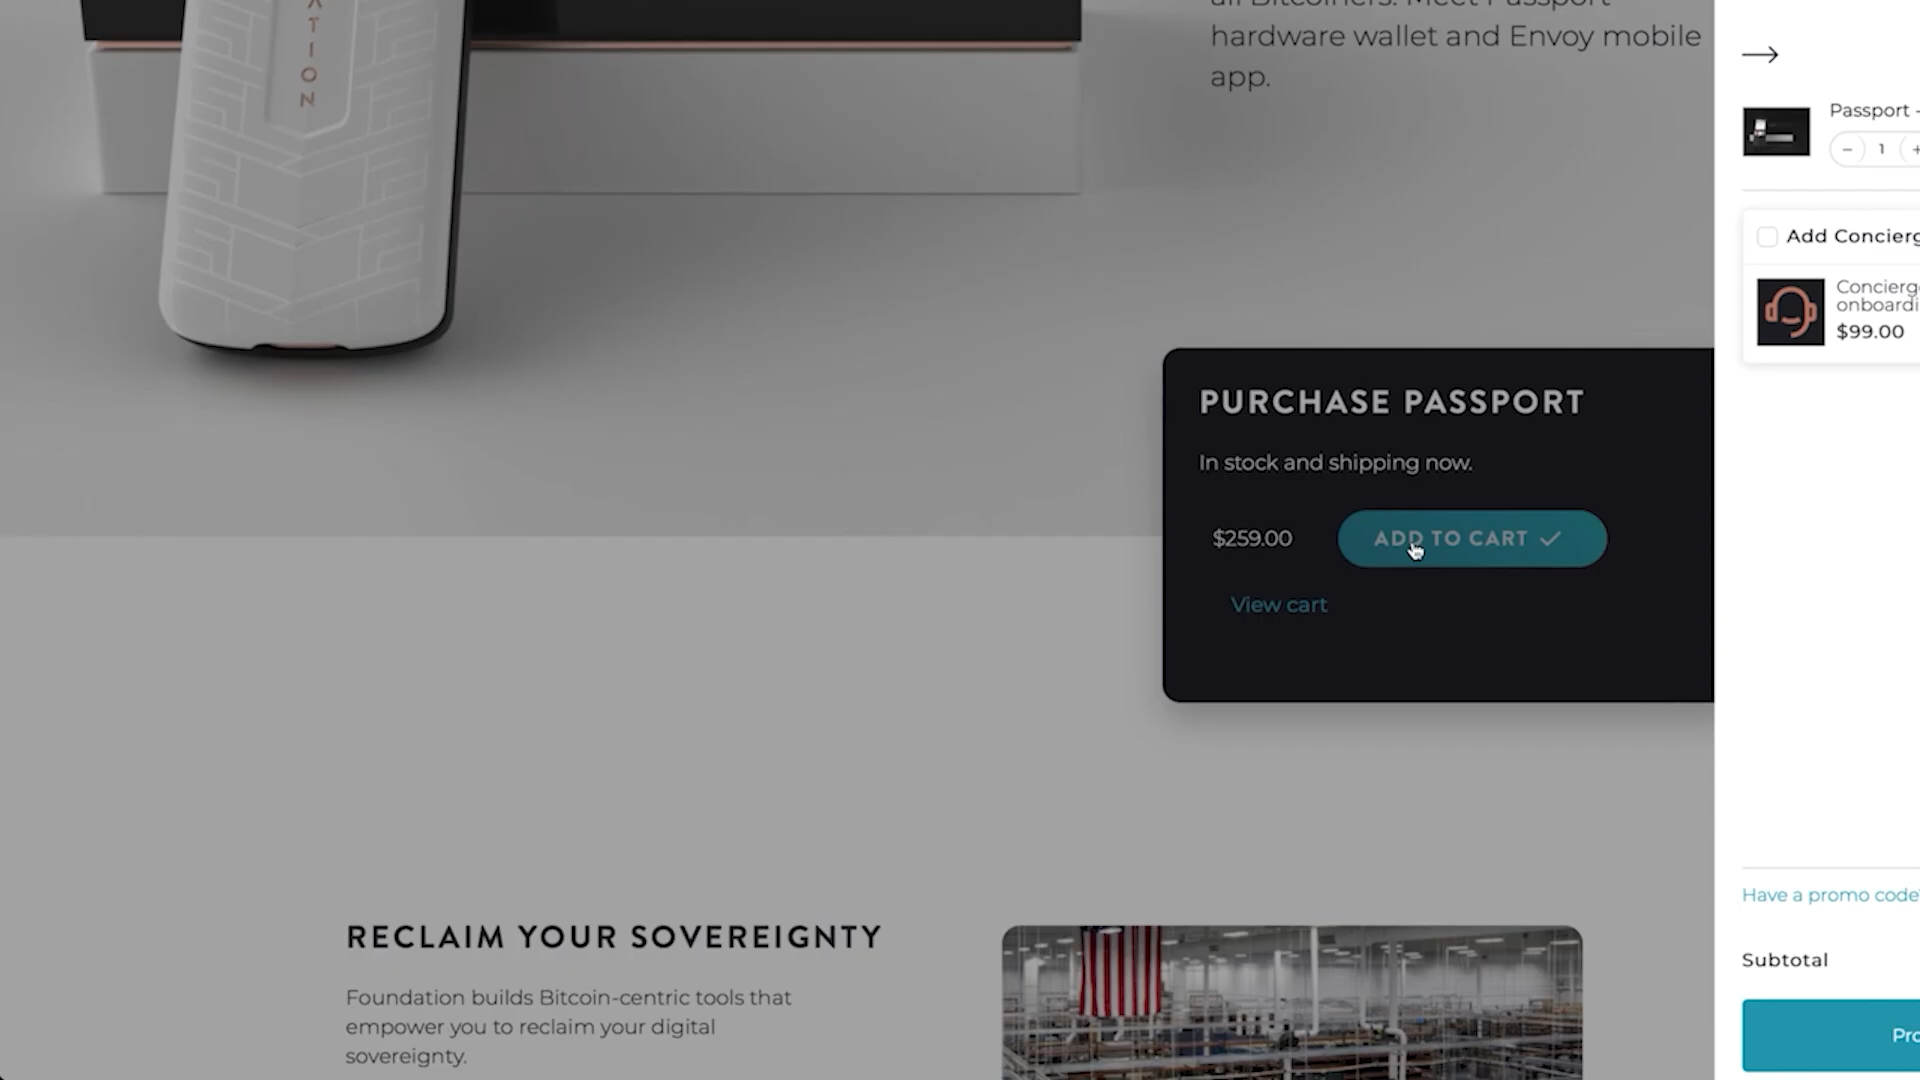 ATION
hardware wallet and Envoy mobile
app.
PURCHASE PASSPORT
In stock and shipping now.
$259.00
ADD TO CART
View cart
RECLAIM YOUR SOVEREIGNTY
Foundation builds Bitcoin-centric tools that
empower you to reclaim your digital
sovereignty.
Passport -
− 1 +
Add Concierg
Concierg
onboardi
$99.00
Have a promo code?
Subtotal
Pro